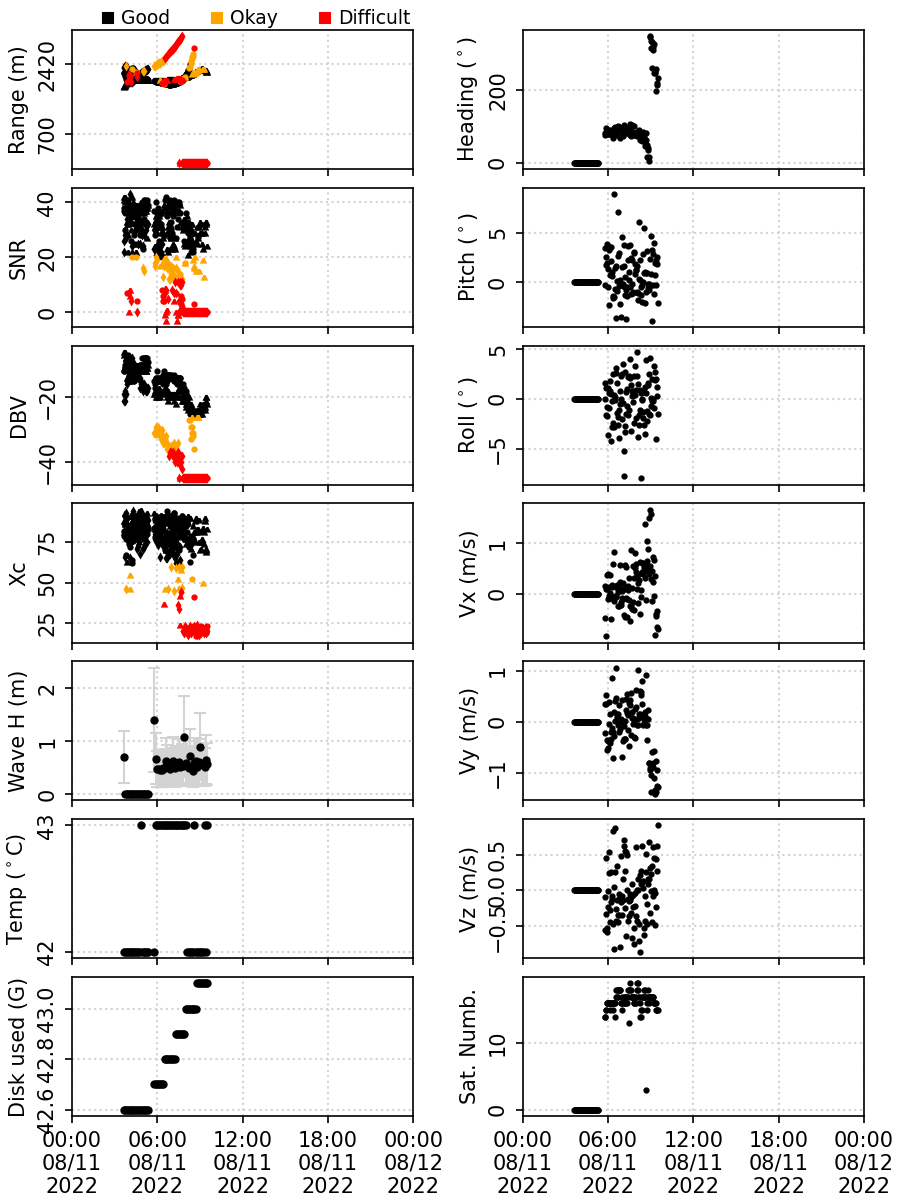 Good Okay Difficult
Range (m)
2420
700
Heading (°)
200
0
SNR
40
20
0
Pitch (°)
5
0
DBV
−20
−40
Roll (°)
5
0
−5
Xc
75
50
25
Vx (m/s)
1
0
Wave H (m)
2
1
0
Vy (m/s)
1
0
−1
Temp (°C)
43
42
Vz (m/s)
0.5
0.0
−0.5
Disk used (G)
43.0
42.8
42.6
Sat. Numb.
10
0
00:00 06:00 12:00 18:00 00:00
08/11 08/11 08/11 08/11 08/12
2022 2022 2022 2022 2022
00:00 06:00 12:00 18:00 00:00
08/11 08/11 08/11 08/11 08/12
2022 2022 2022 2022 2022